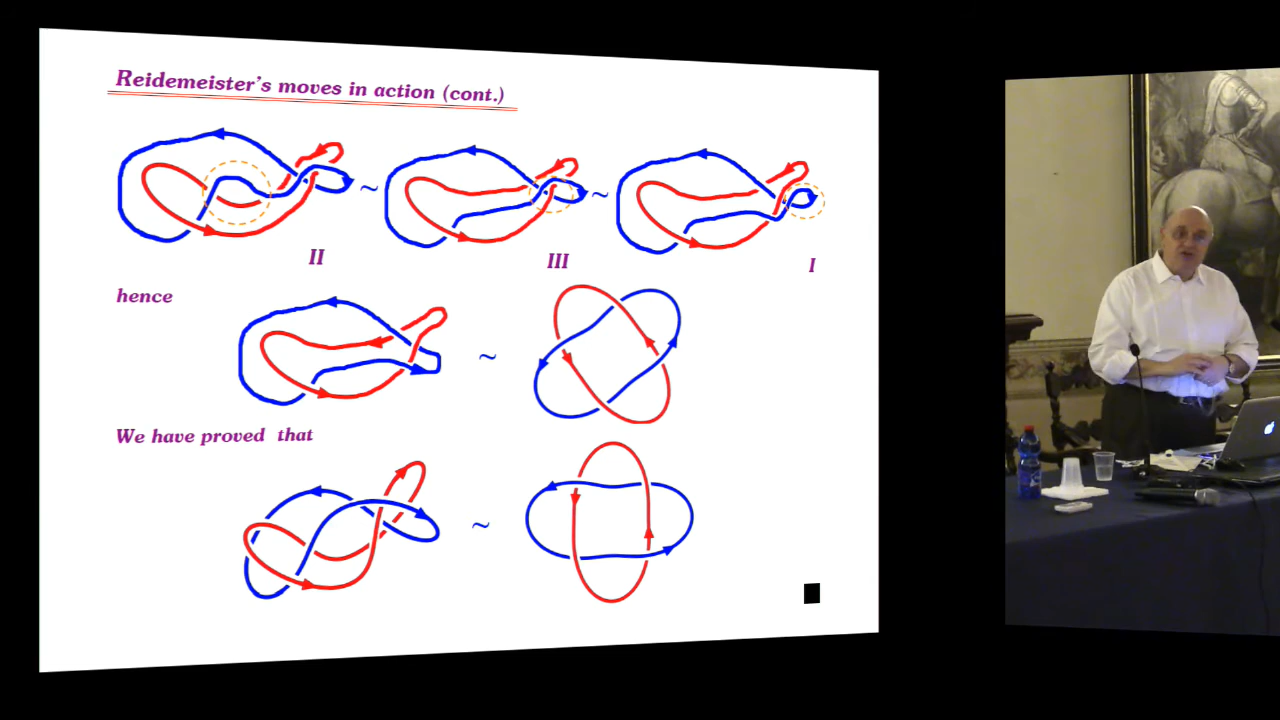 Reidemeister's moves in action (cont.)
~ ~
II III I
hence
~
We have proved that
~